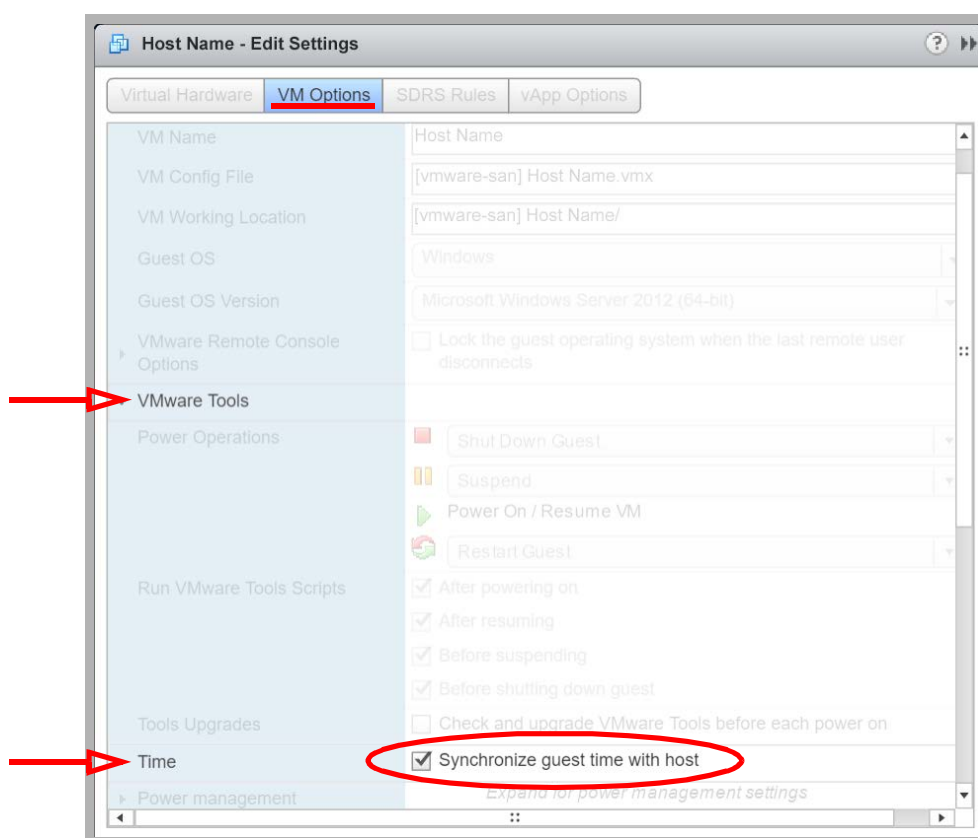 Host Name - Edit Settings
?
Virtual Hardware VM Options SDRS Rules vApp Options
VM Name Host Name
VM Config File [vmware-san] Host Name.vmx
VM Working Location [vmware-san] Host Name/
Guest OS Windows
Guest OS Version Microsoft Windows Server 2012 (64-bit)
VMware Remote Console Lock the guest operating system when the last remote user
Options disconnects
VMware Tools
Power Operations Shut Down Guest
Suspend
Power On / Resume VM
Restart Guest
Run VMware Tools Scripts After powering on
After resuming
Before suspending
Before shutting down guest
Tools Upgrades Check and upgrade VMware Tools before each power on
Time Synchronize guest time with host
Power management Expand for power management settings